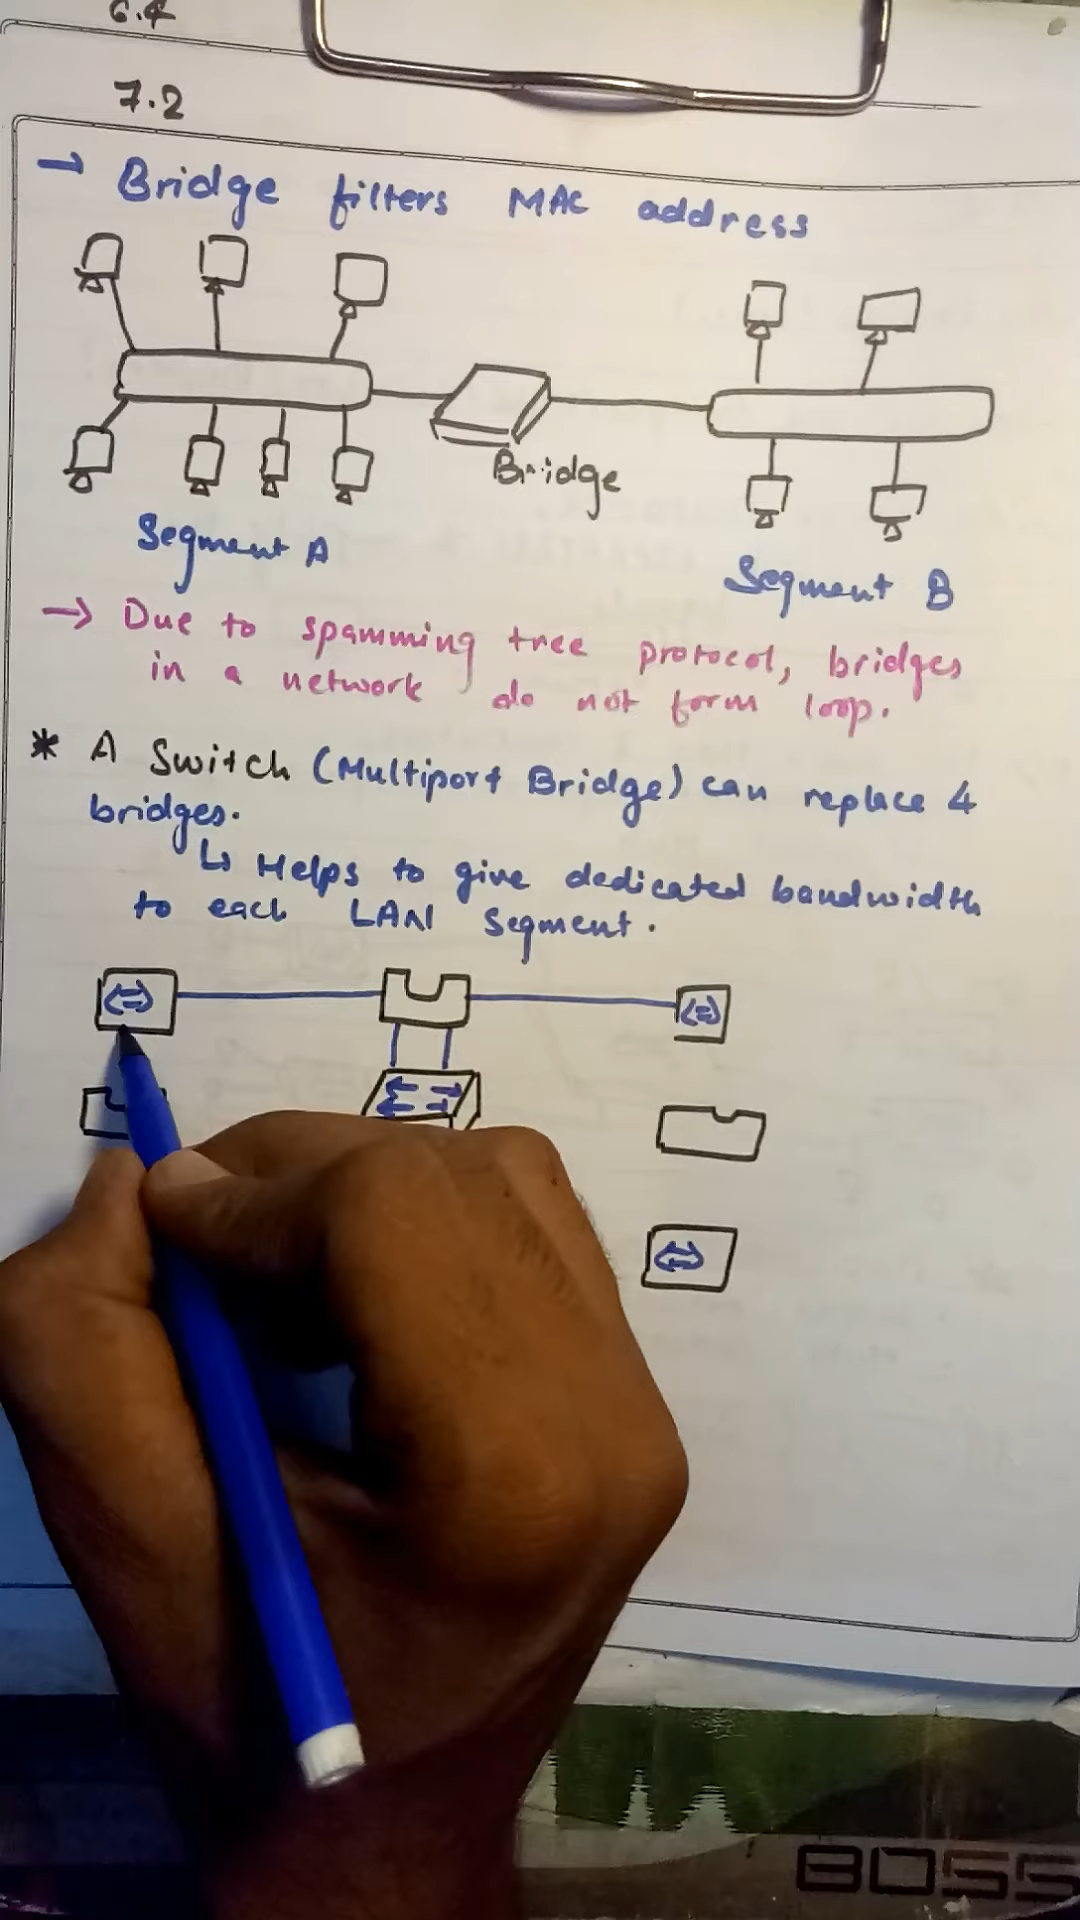 6.4
7.2
→ Bridge filters MAC address
Bridge
Segment A
Segment B
→ Due to spamming tree protocol, bridges
in a network do not form loop.
* A Switch (Multiport Bridge) can replace 4
bridges.
↳ Helps to give dedicated bandwidth
to each LAN segment.
BOSS